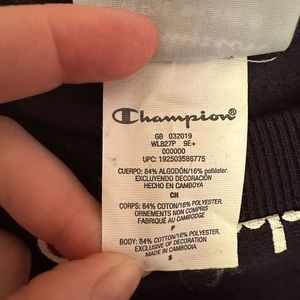 Champion®
GB 032019
WL827P 9E+
000000
UPC: 192503586775
CUERPO: 84% ALGODÓN/16% POLIÉSTER,
EXCLUYENDO DECORACIÓN
HECHO EN CAMBOYA
CH
CORPS: 84% COTON/16% POLYESTER,
ORNEMENTS NON COMPRIS
FABRIQUÉ AU CAMBODGE
P
BODY: 84% COTTON/16% POLYESTER,
EXCLUSIVE OF DECORATION
MADE IN CAMBODIA
S